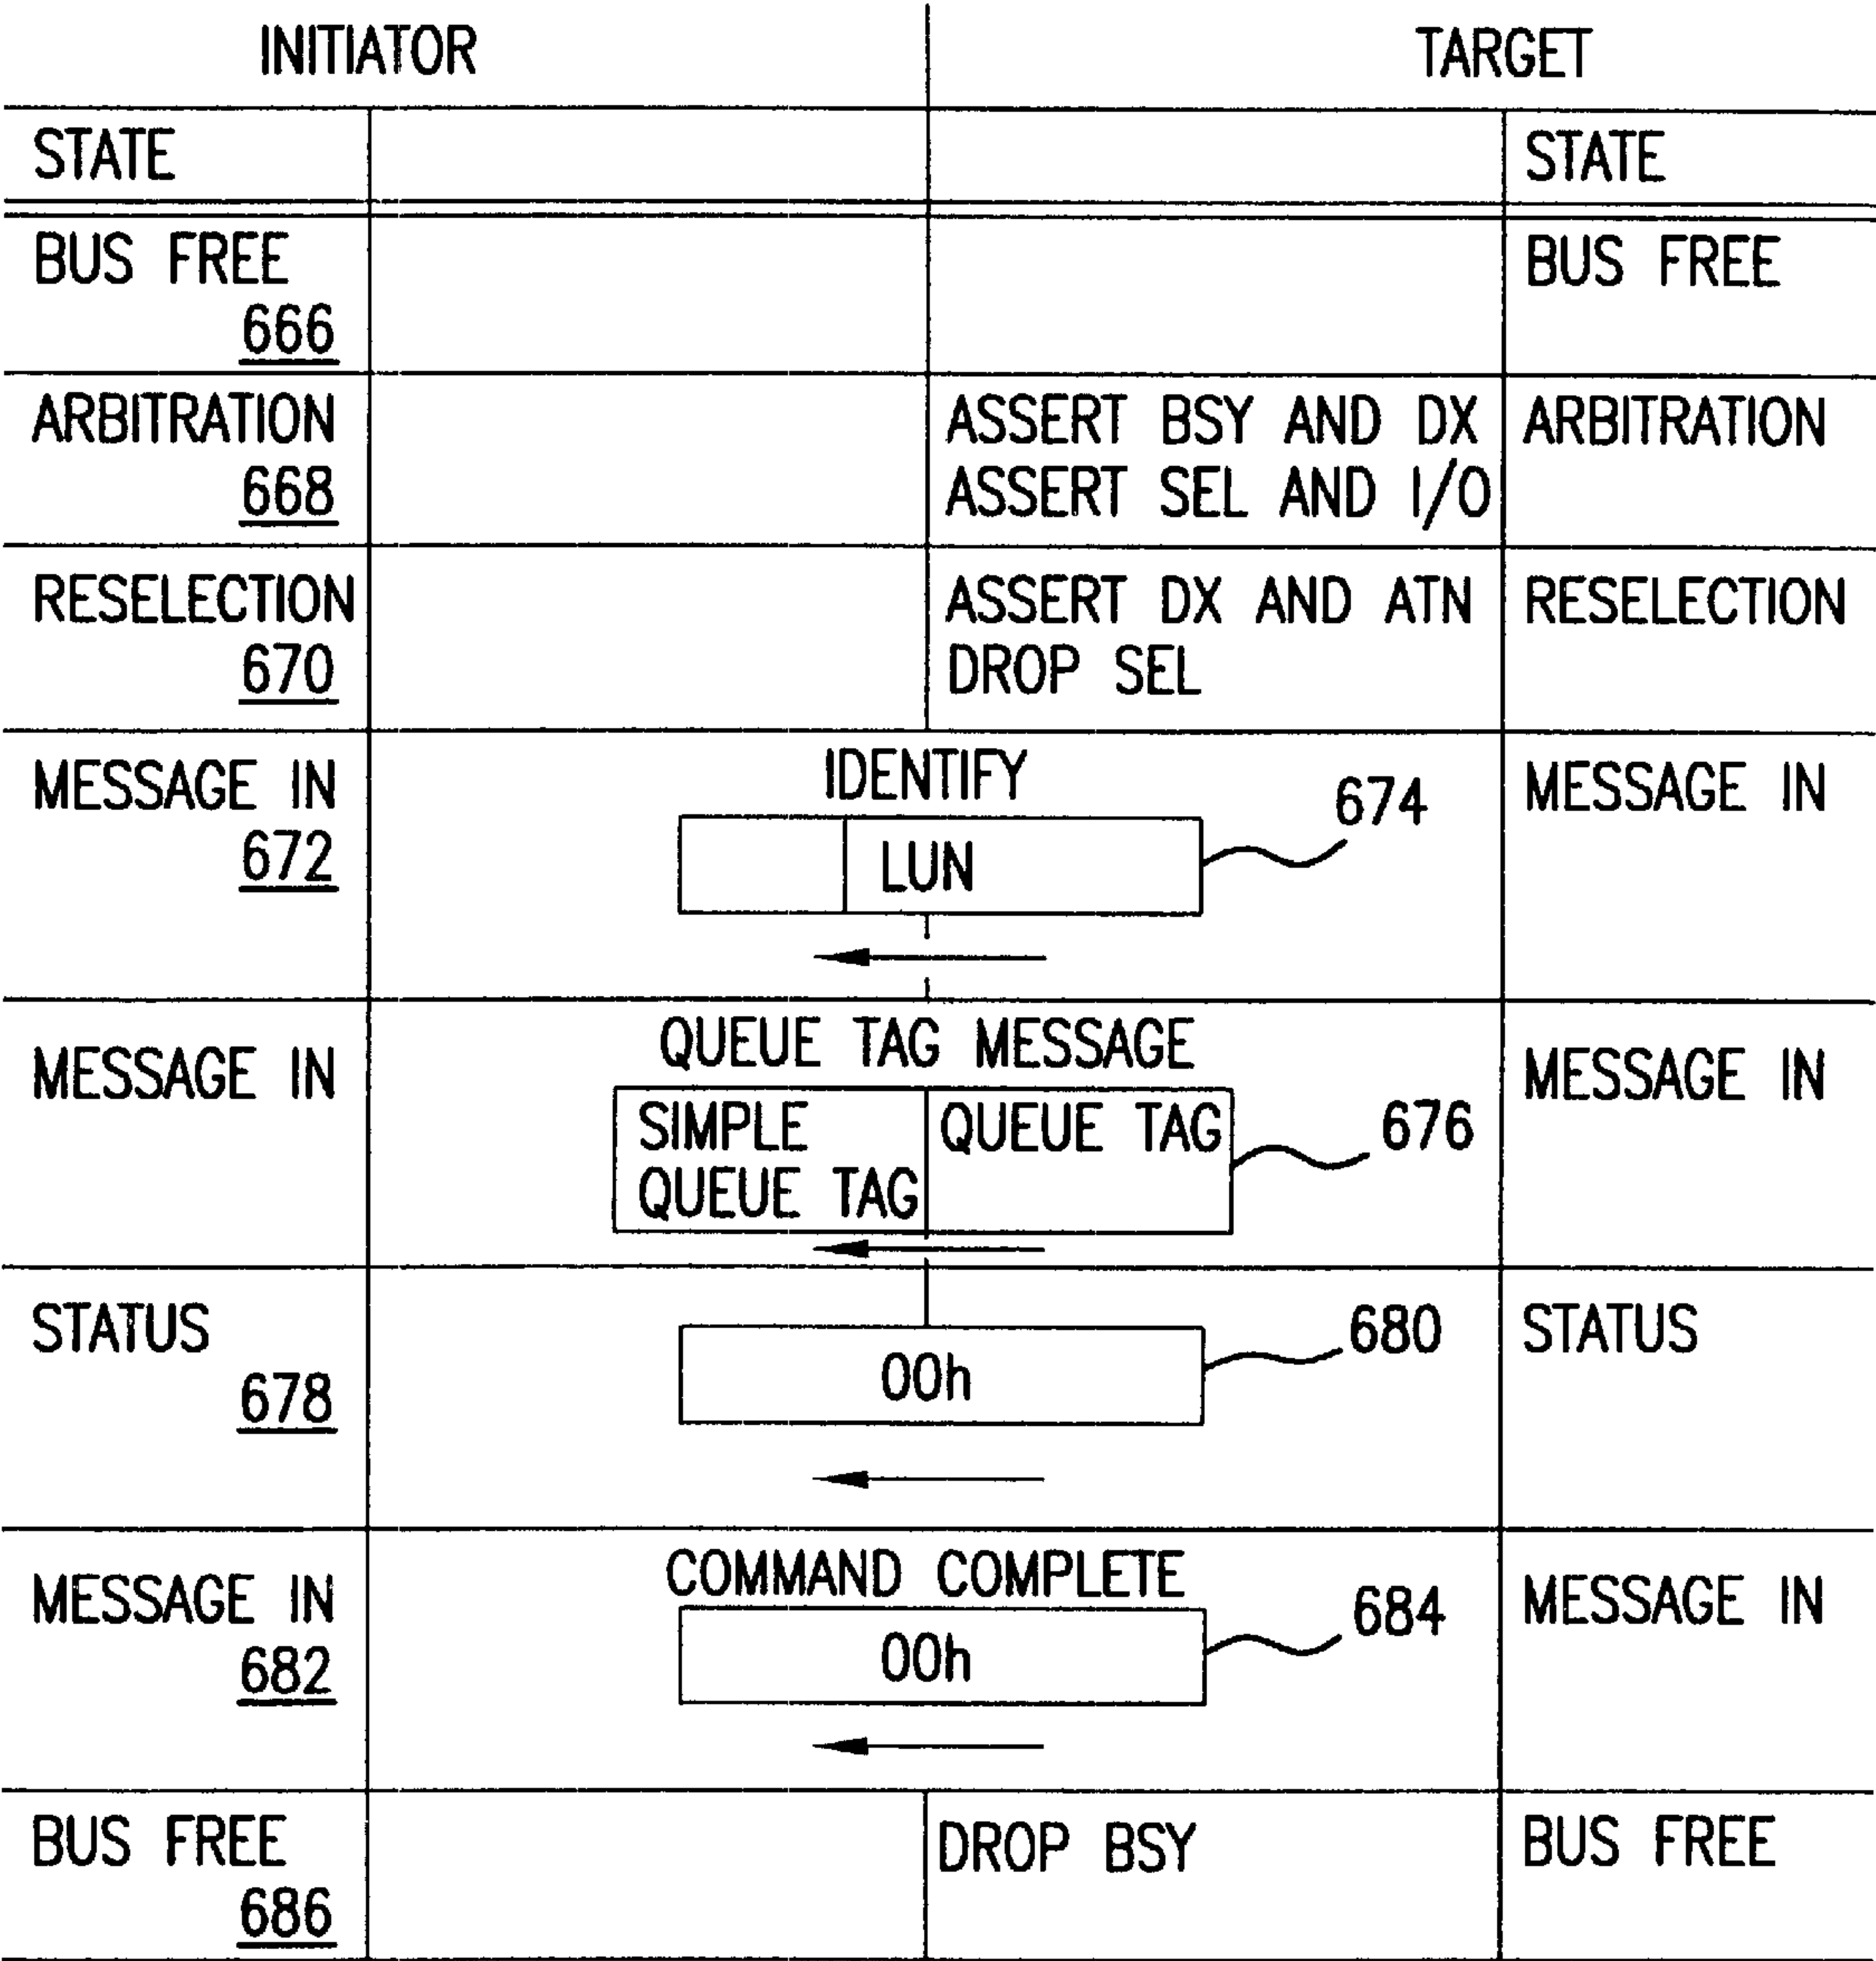 INITIATOR TARGET
STATE STATE
BUS FREE BUS FREE
666
ARBITRATION ASSERT BSY AND DX ARBITRATION
668 ASSERT SEL AND I/O
RESELECTION ASSERT DX AND ATN RESELECTION
670 DROP SEL
MESSAGE IN IDENTIFY 674 MESSAGE IN
672 LUN
MESSAGE IN QUEUE TAG MESSAGE MESSAGE IN
SIMPLE QUEUE TAG 676
QUEUE TAG
STATUS 680 STATUS
678 00h
MESSAGE IN COMMAND COMPLETE 684 MESSAGE IN
682 00h
BUS FREE DROP BSY BUS FREE
686